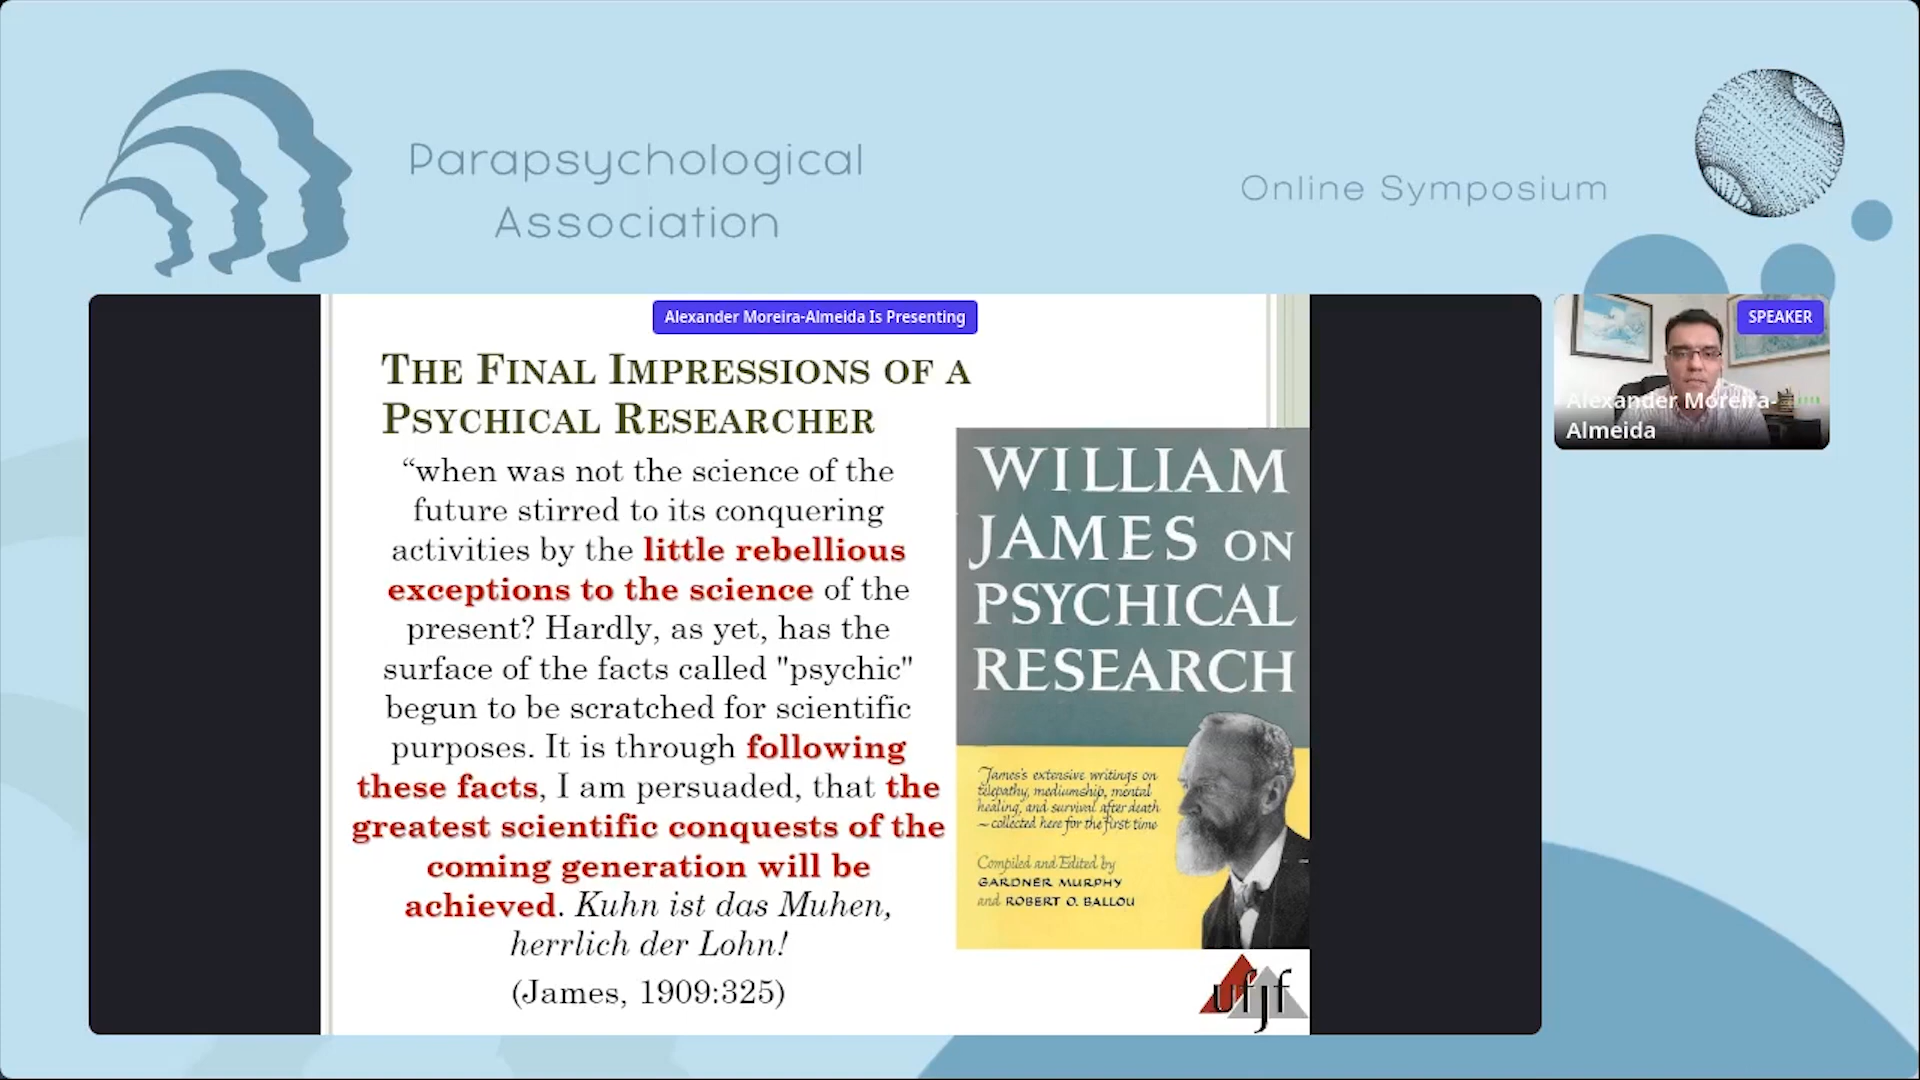 Parapsychological
Association
Online Symposium
Alexander Moreira-Almeida Is Presenting
SPEAKER
Alexander Moreira-
Almeida
THE FINAL IMPRESSIONS OF A
PSYCHICAL RESEARCHER
“when was not the science of the
future stirred to its conquering
activities by the little rebellious
exceptions to the science of the
present? Hardly, as yet, has the
surface of the facts called "psychic"
begun to be scratched for scientific
purposes. It is through following
these facts, I am persuaded, that the
greatest scientific conquests of the
coming generation will be
achieved. Kuhn ist das Muhen,
herrlich der Lohn!
(James, 1909:325)
WILLIAM
JAMES ON
PSYCHICAL
RESEARCH
James's extensive writings on
telepathy, mediumship, mental
healing, and survival after death
—collected here for the first time
Compiled and Edited by
GARDNER MURPHY
and ROBERT O. BALLOU
ufjf